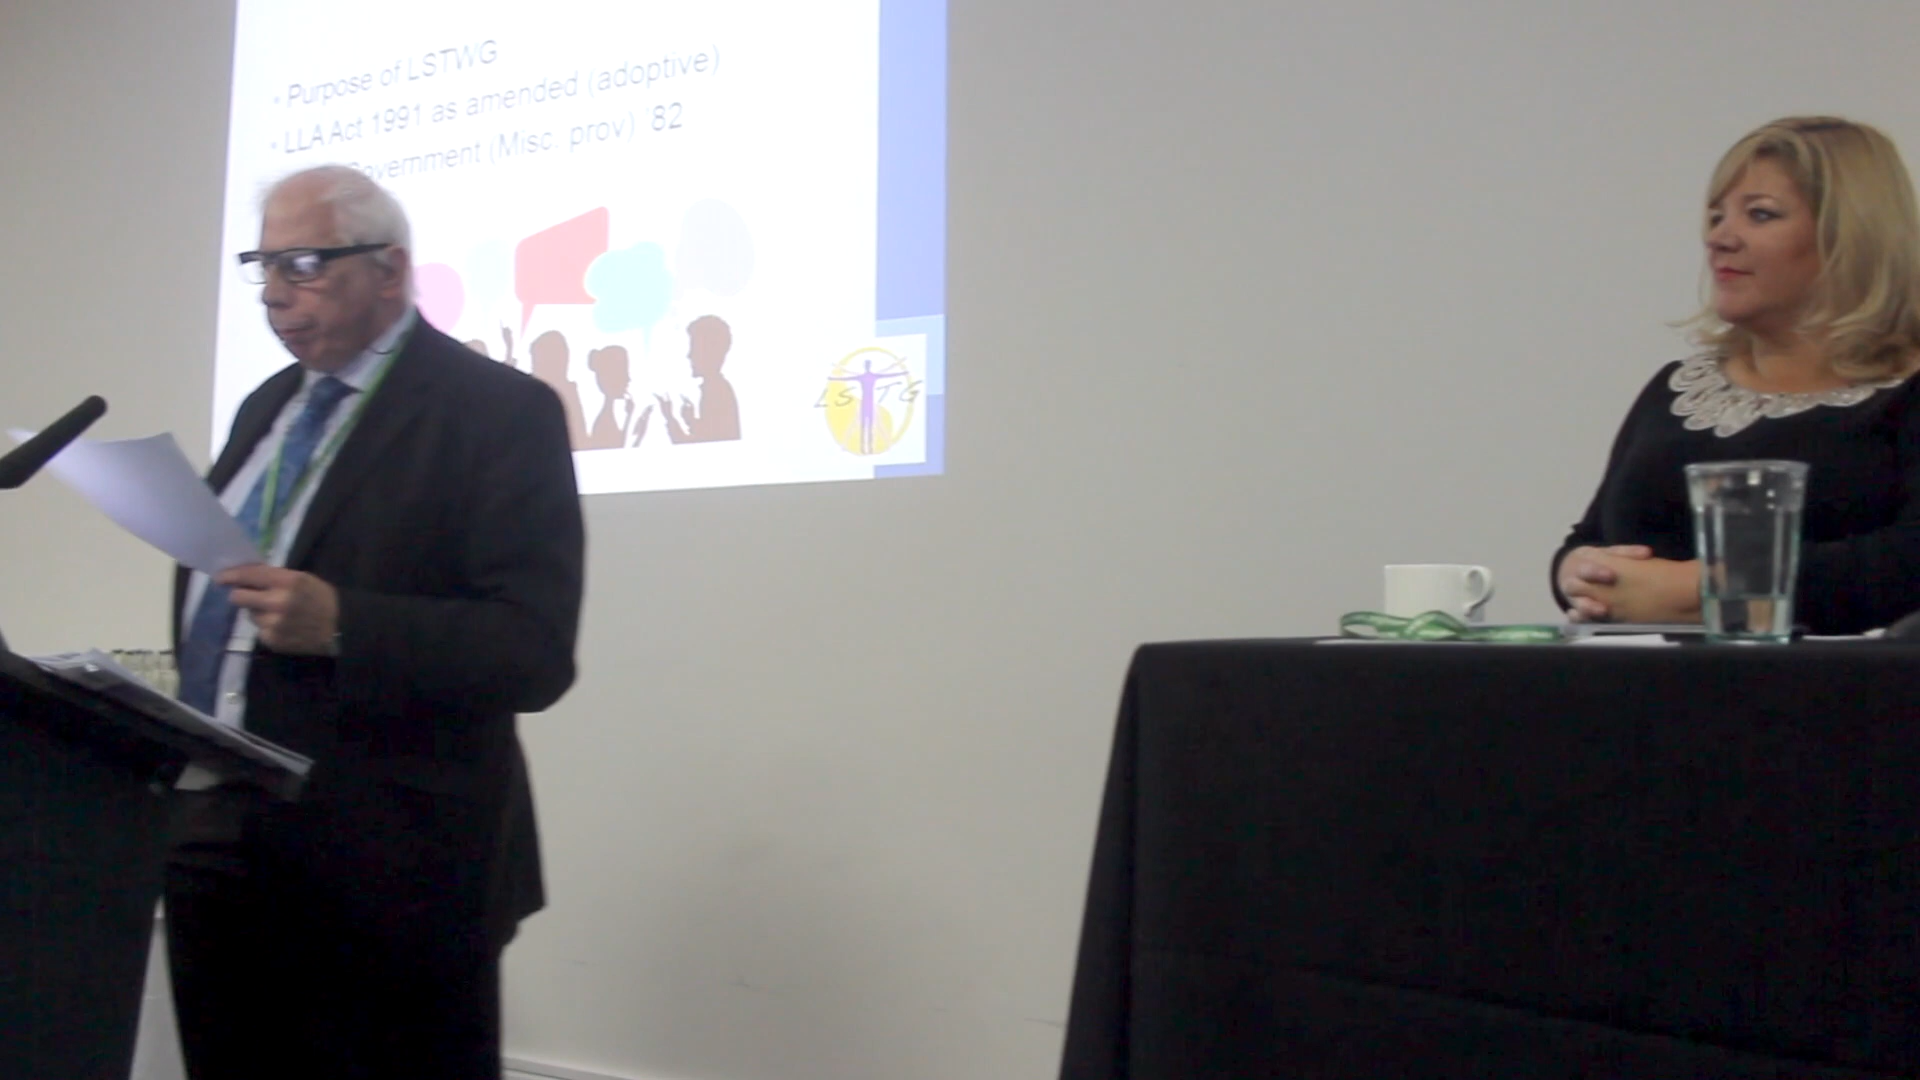 • Purpose of LSTWG
• LLA Act 1991 as amended (adoptive)
Government (Misc. prov) '82
LSTG